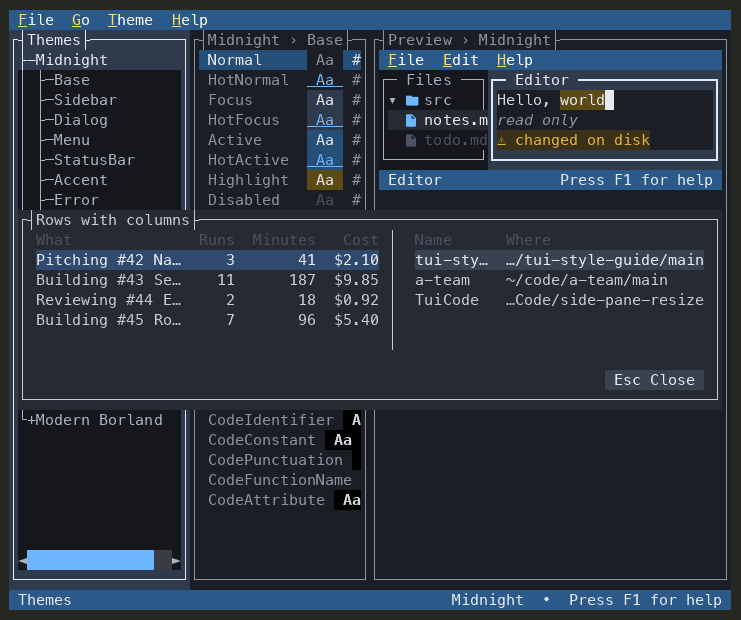 File Go Theme Help
Themes
Midnight
Base
Sidebar
Dialog
Menu
StatusBar
Accent
Error
Midnight › Base
Normal Aa #
HotNormal Aa #
Focus Aa #
HotFocus Aa #
Active Aa #
HotActive Aa #
Highlight Aa #
Disabled Aa #
Preview › Midnight
File Edit Help
Files
▾ src
notes.m
todo.md
Editor
Hello, world
read only
⚠ changed on disk
Editor Press F1 for help
Rows with columns
What Runs Minutes Cost
Pitching #42 Na… 3 41 $2.10
Building #43 Se… 11 187 $9.85
Reviewing #44 E… 2 18 $0.92
Building #45 Ro… 7 96 $5.40
Name Where
tui-sty… …/tui-style-guide/main
a-team ~/code/a-team/main
TuiCode …Code/side-pane-resize
Esc Close
+Modern Borland
CodeIdentifier A
CodeConstant Aa
CodePunctuation
CodeFunctionName
CodeAttribute Aa
Themes Midnight • Press F1 for help